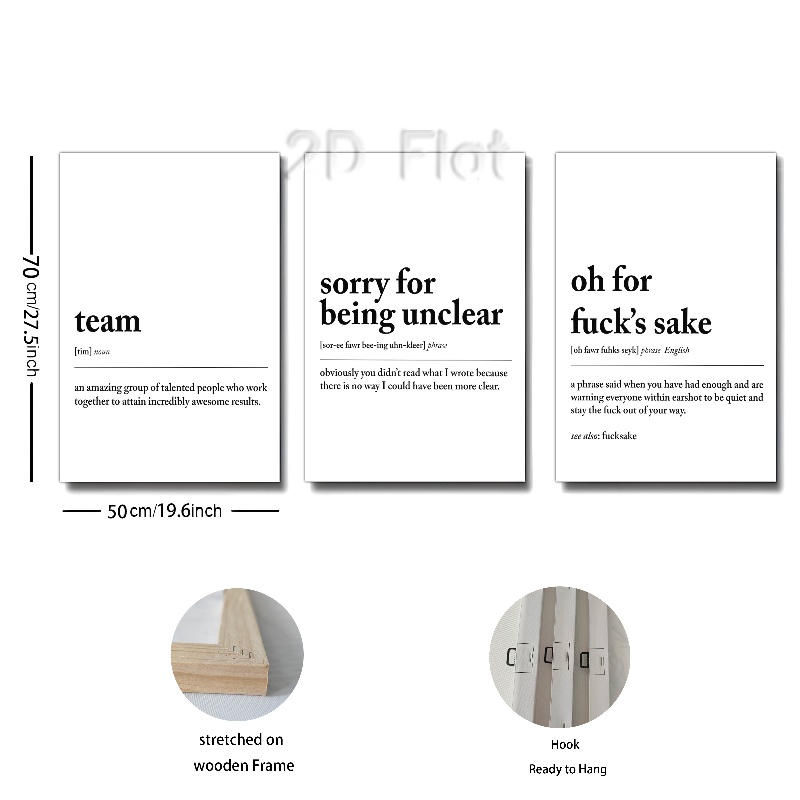 2D Flat
team
[tim] noun
an amazing group of talented people who work
together to attain incredibly awesome results.
sorry for
being unclear
[sor-ee fawr bee-ing uhn-kleer] phrase
obviously you didn't read what I wrote because
there is no way I could have been more clear.
oh for
fuck's sake
[oh fawr fuhks seyk] phrase English
a phrase said when you have had enough and are
warning everyone within earshot to be quiet and
stay the fuck out of your way.
see also: fucksake
70 cm/27.5inch
50cm/19.6inch
stretched on
wooden Frame
Hook
Ready to Hang